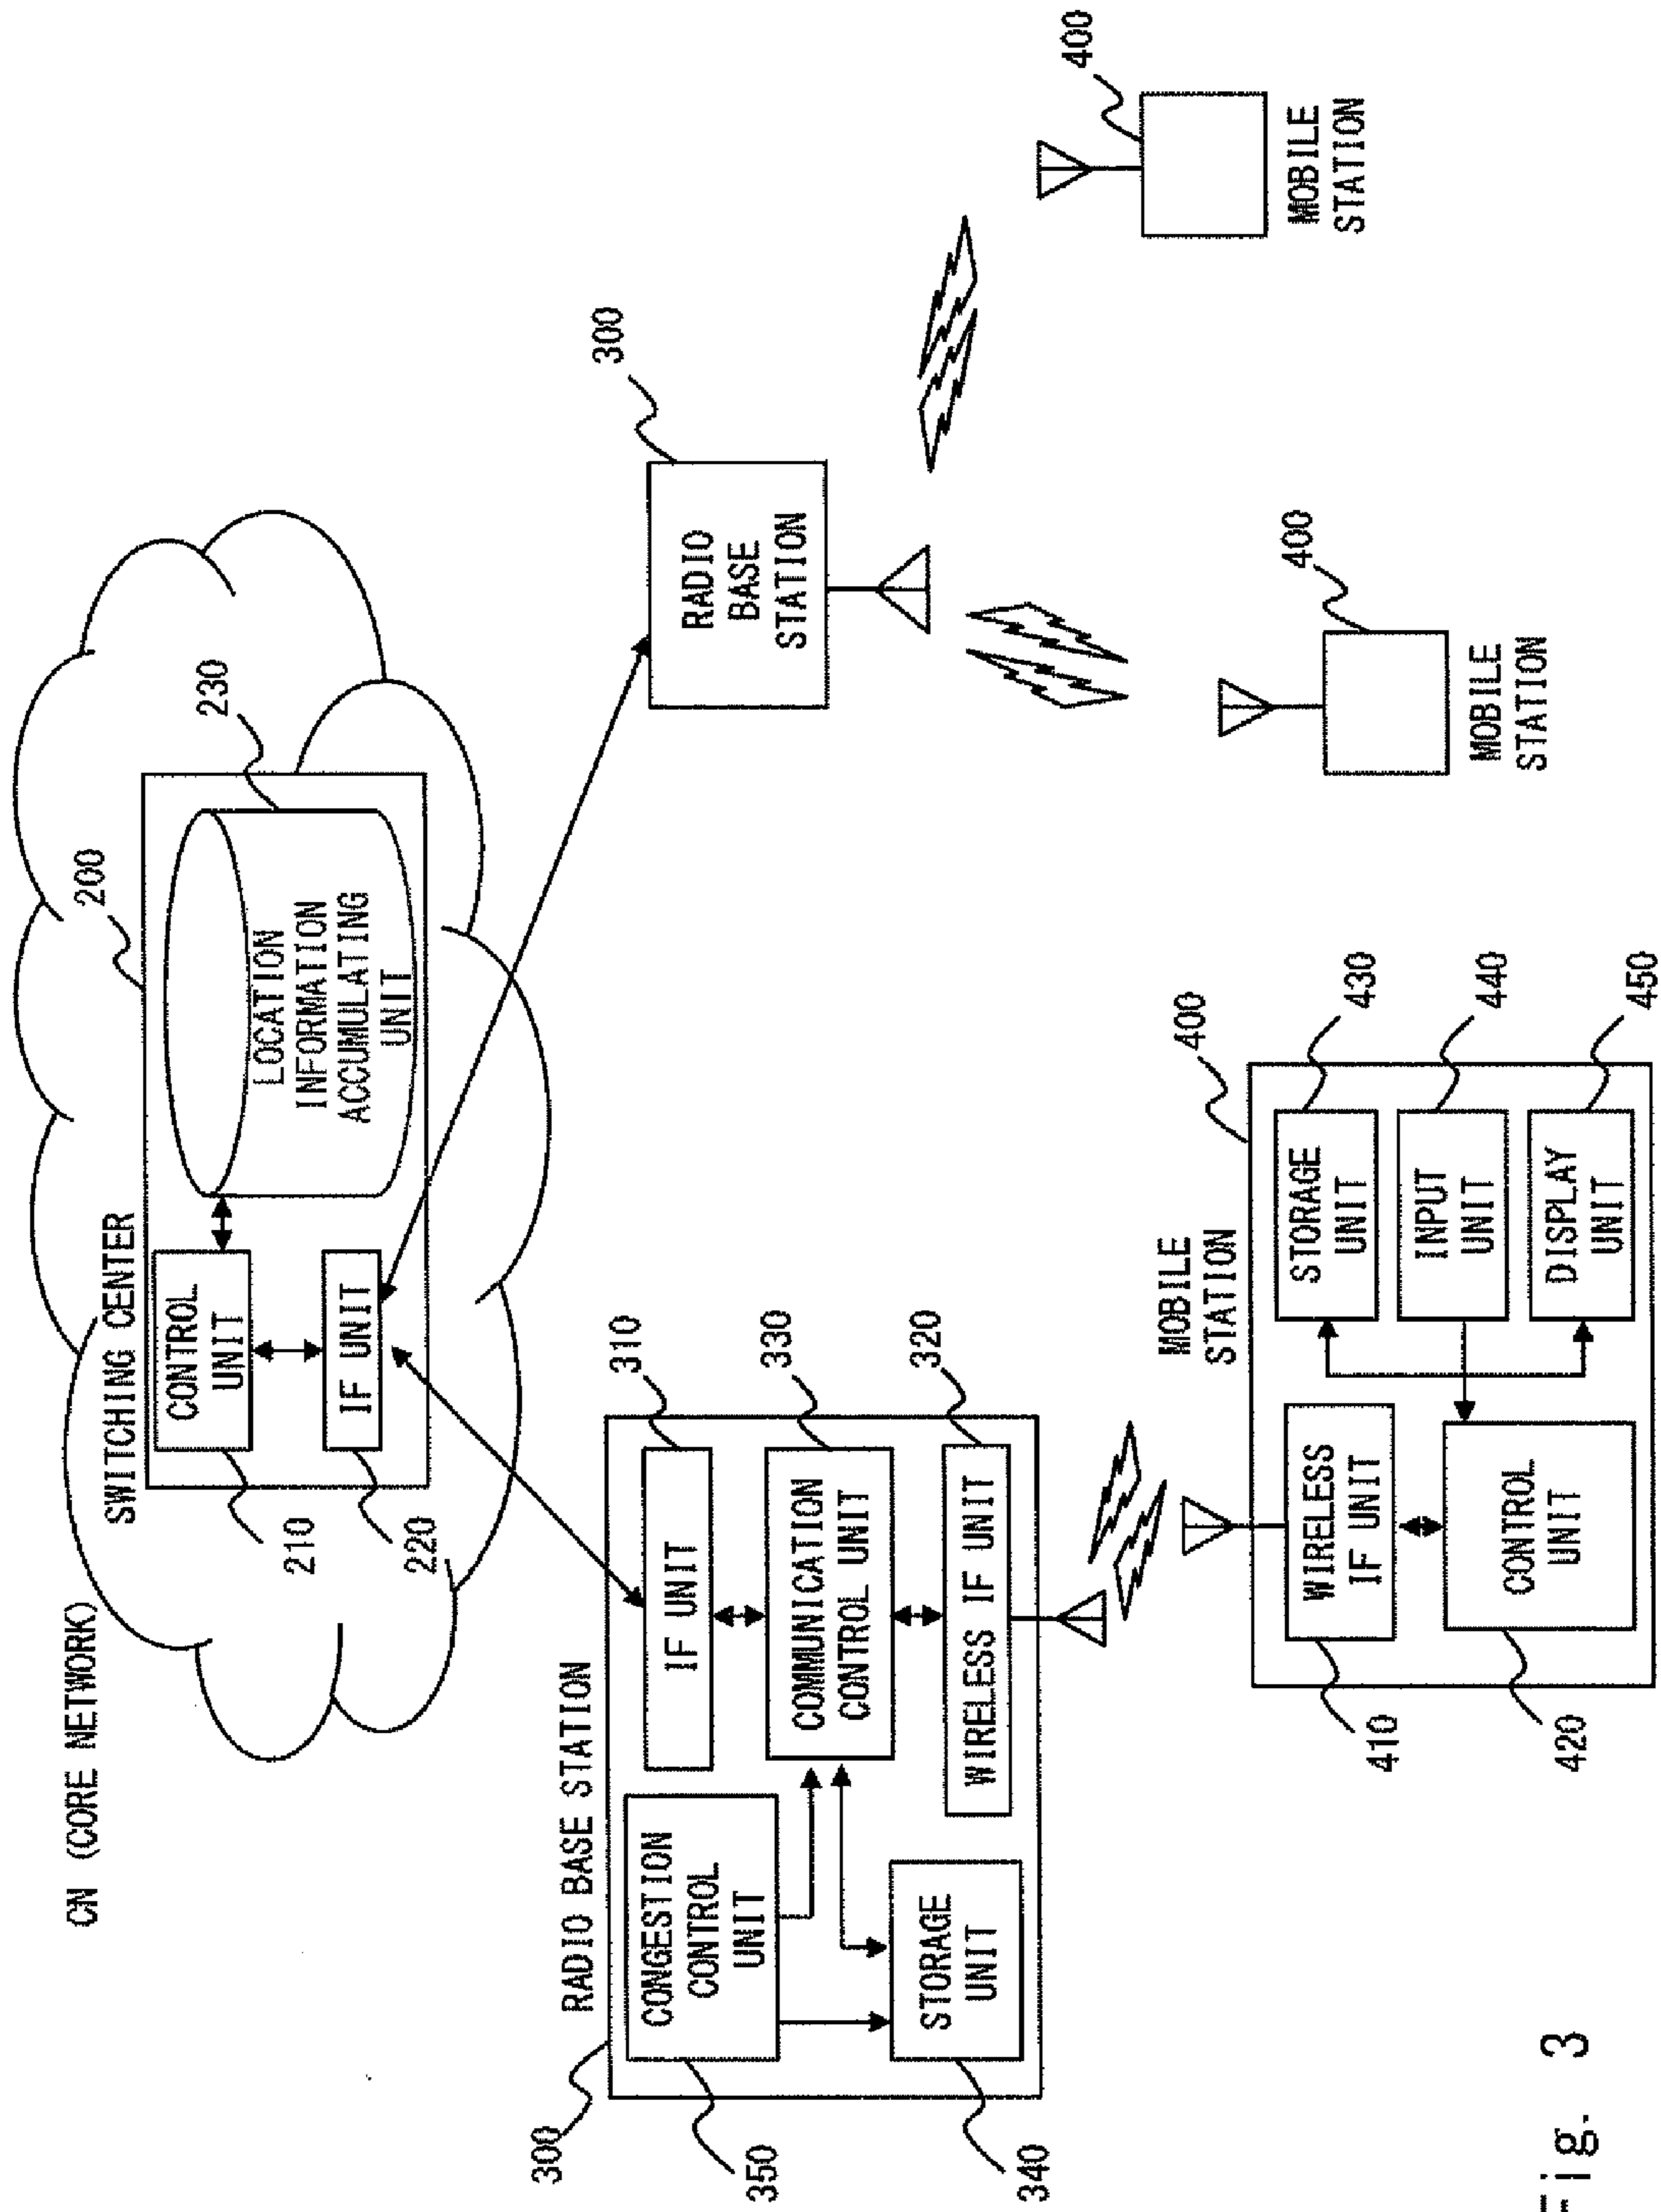 CN (CORE NETWORK)
SWITCHING CENTER
200
230
CONTROL
UNIT
LOCATION
INFORMATION
ACCUMULATING
UNIT
IF UNIT
210
220
RADIO BASE STATION
300
310
IF UNIT
CONGESTION
CONTROL
UNIT
330
COMMUNICATION
CONTROL UNIT
320
WIRELESS IF UNIT
STORAGE
UNIT
350
340
300
RADIO
BASE
STATION
400
MOBILE
STATION
400
MOBILE
STATION
MOBILE
STATION
400
WIRELESS
IF UNIT
STORAGE
UNIT
430
INPUT
UNIT
440
CONTROL
UNIT
DISPLAY
UNIT
450
410
420
Fig. 3